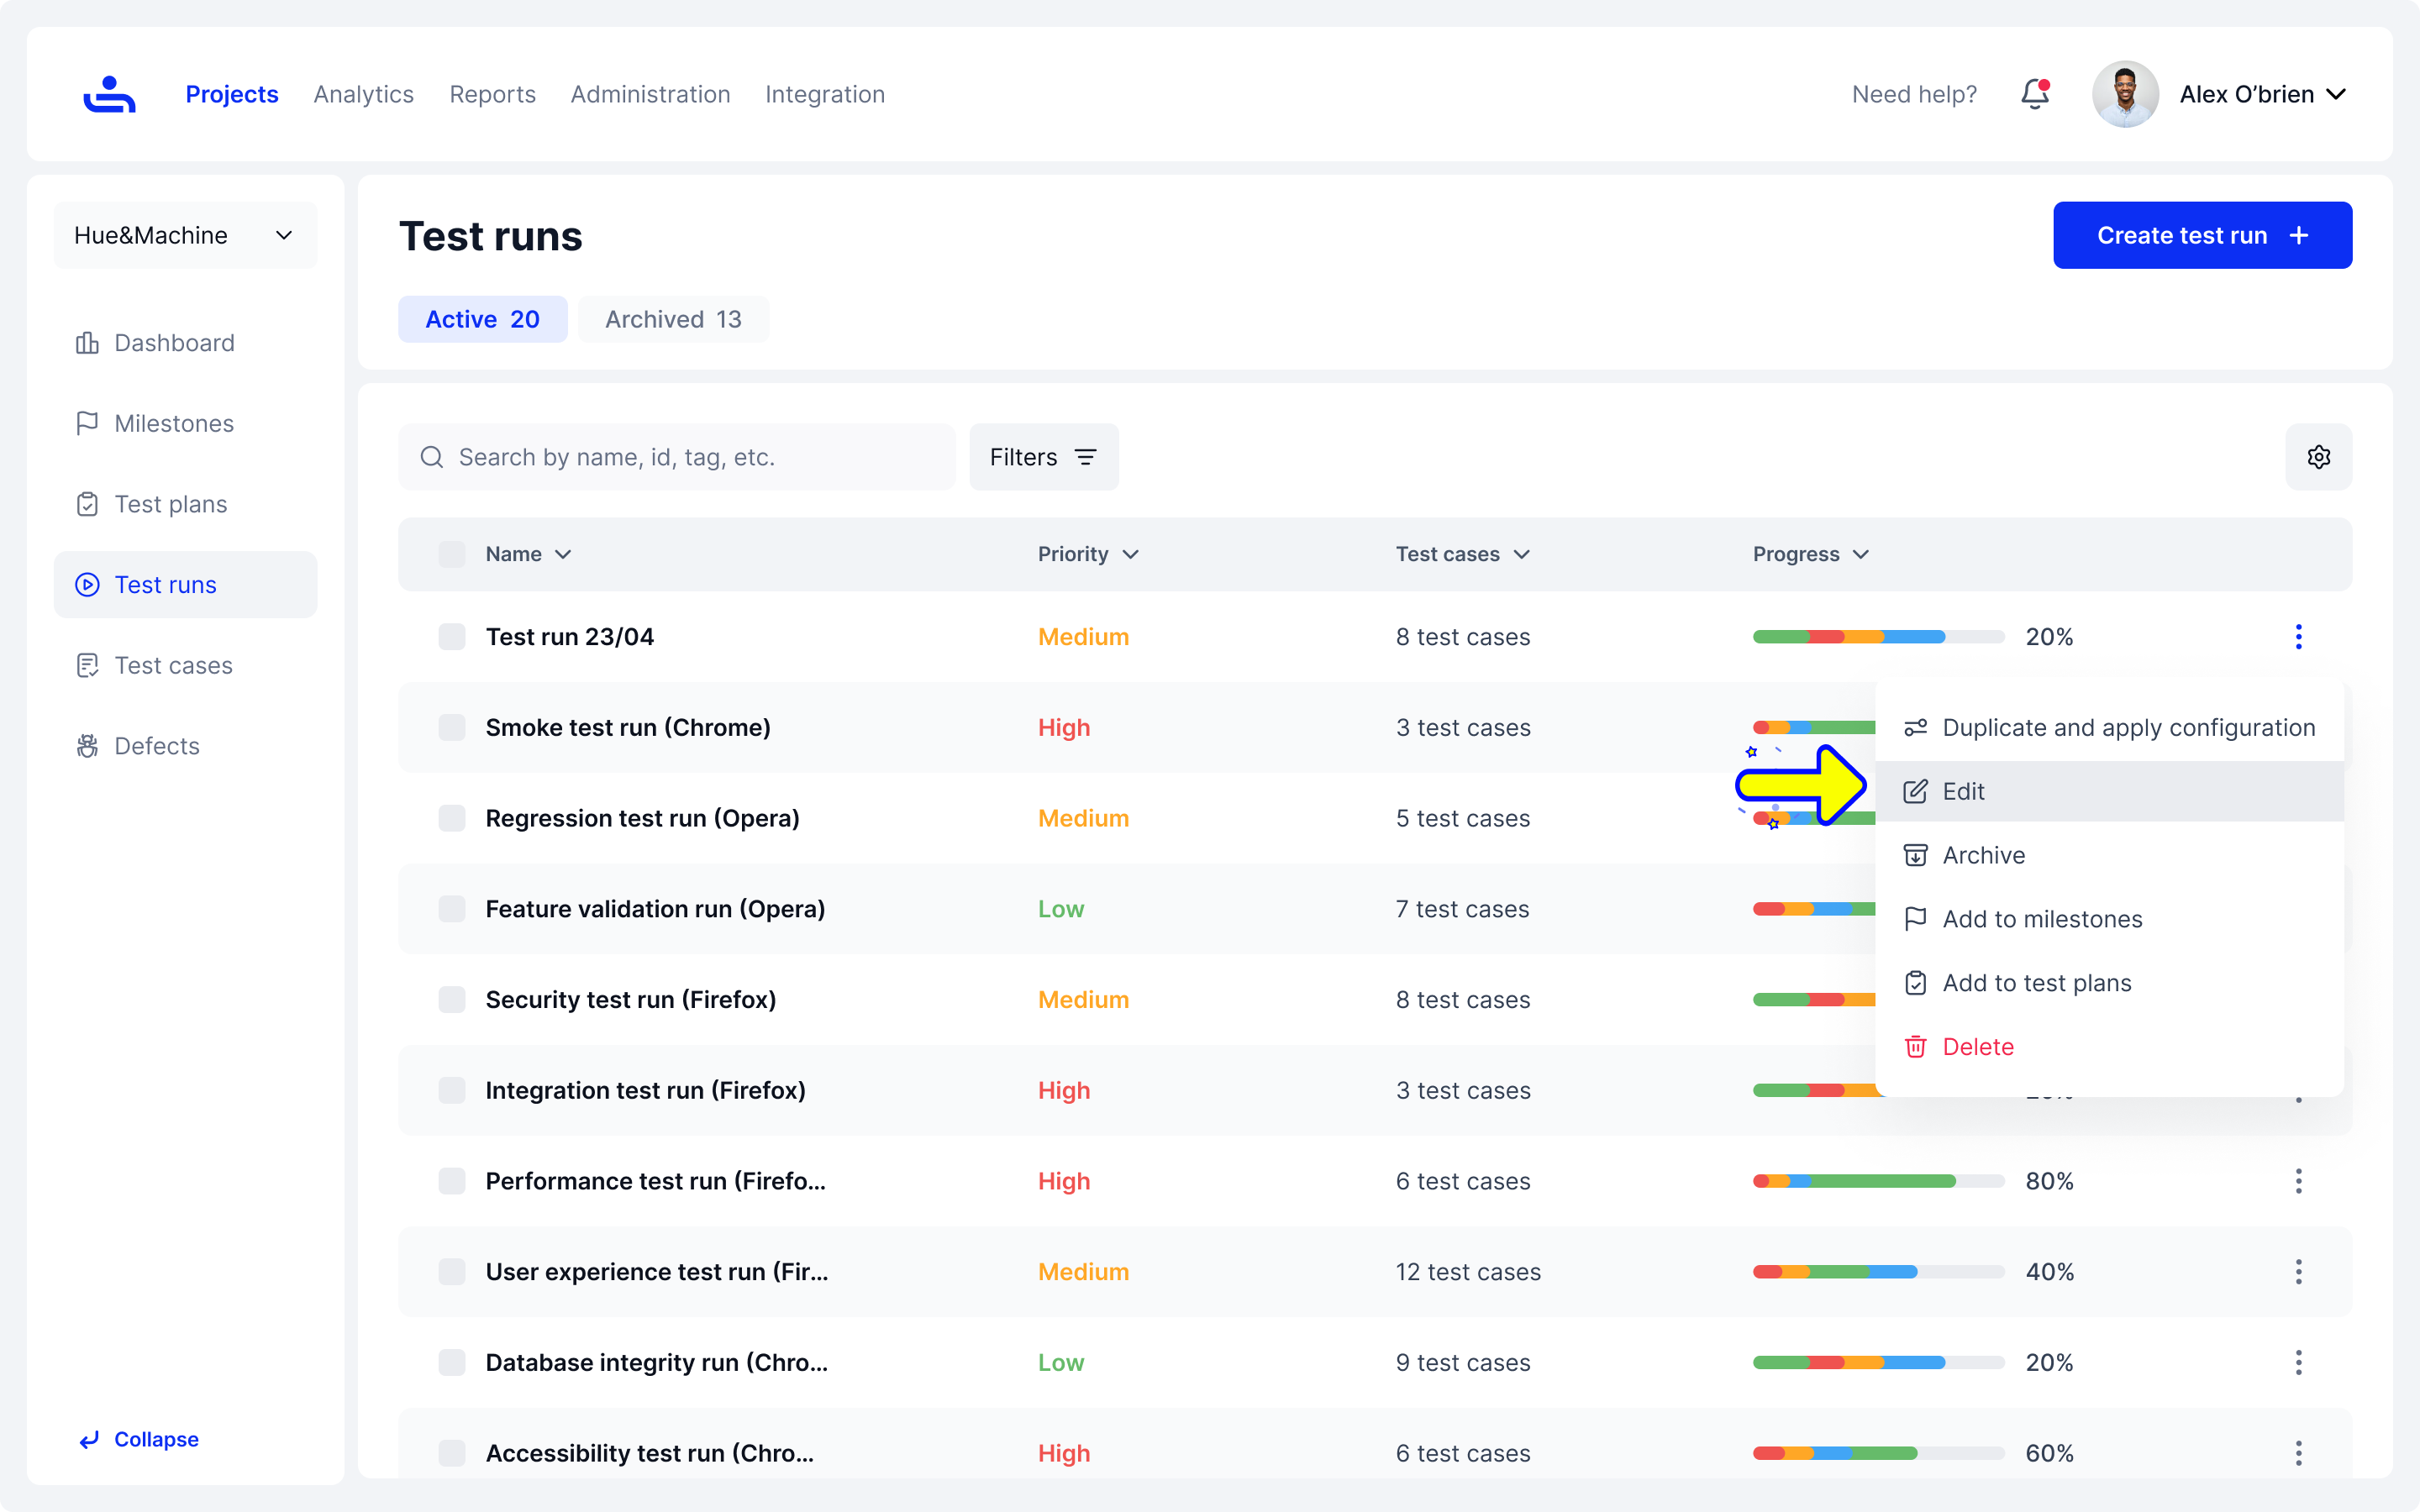 Projects Analytics Reports Administration Integration Need help? Alex O’brien
Hue&Machine
Dashboard
Milestones
Test plans
Test runs
Test cases
Defects
Collapse
Test runs
Create test run +
Active 20 Archived 13
Search by name, id, tag, etc. Filters
Name Priority Test cases Progress
Test run 23/04 Medium 8 test cases 20%
Smoke test run (Chrome) High 3 test cases
Regression test run (Opera) Medium 5 test cases
Feature validation run (Opera) Low 7 test cases
Security test run (Firefox) Medium 8 test cases
Integration test run (Firefox) High 3 test cases
Performance test run (Firefo... High 6 test cases 80%
User experience test run (Fir... Medium 12 test cases 40%
Database integrity run (Chro... Low 9 test cases 20%
Accessibility test run (Chro... High 6 test cases 60%
Duplicate and apply configuration
Edit
Archive
Add to milestones
Add to test plans
Delete